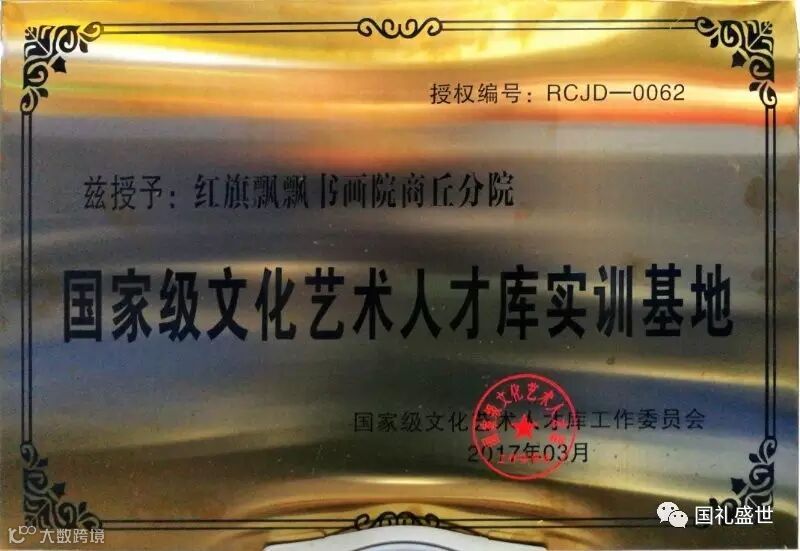 授权编号：RCJD—0062
兹授予：红旗飘飘书画院商丘分院
国家级文化艺术人才库实训基地
国家级文化艺术人才库工作委员会
2017年03月
国礼盛世
大数跨境